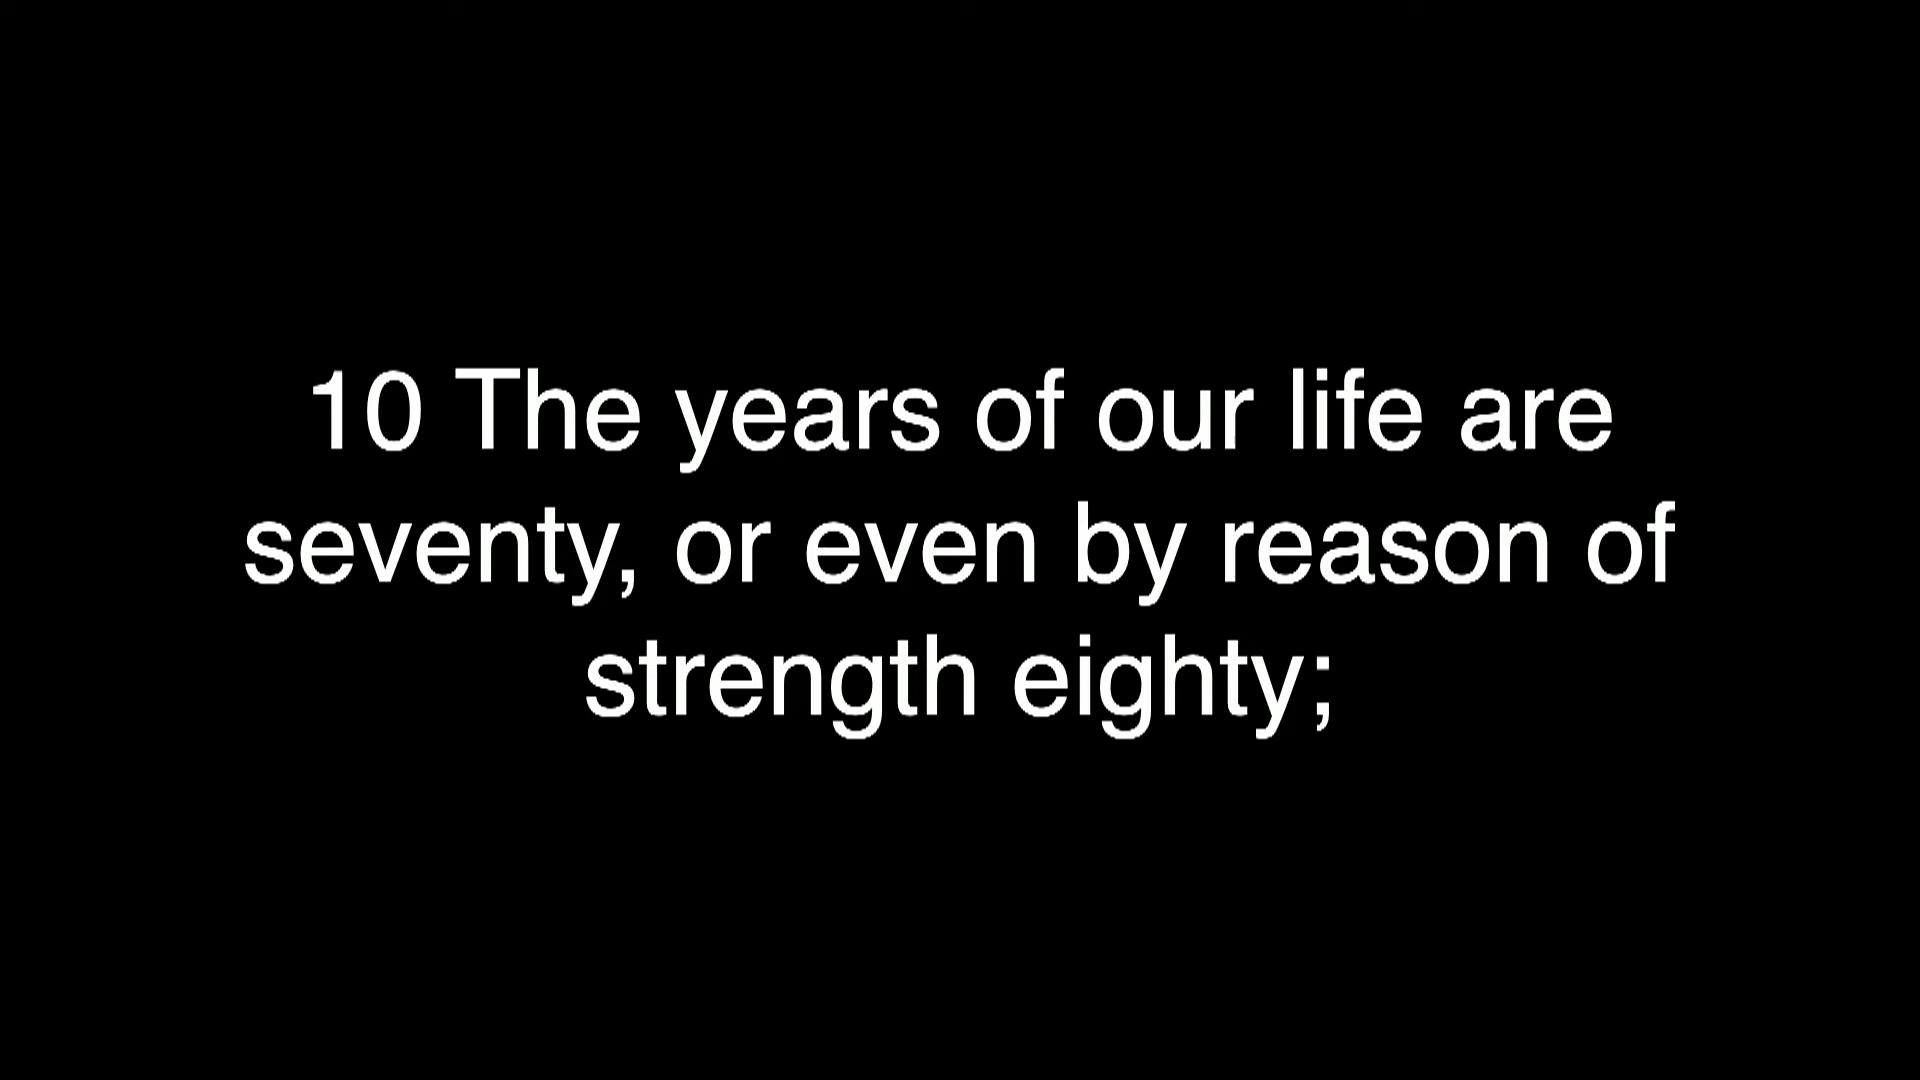 10 The years of our life are
seventy, or even by reason of
strength eighty;